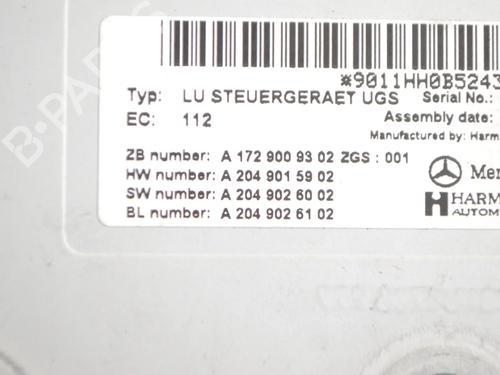 *9011HH0B5243
Typ: LU STEUERGERAET UGS Serial No.:
EC: 112 Assembly date:
Manufactured by: Harm
ZB number: A 172 900 93 02 ZGS : 001
HW number: A 204 901 59 02
SW number: A 204 902 60 02
BL number: A 204 902 61 02
Mer
HARM
AUTOM
B-PARTS